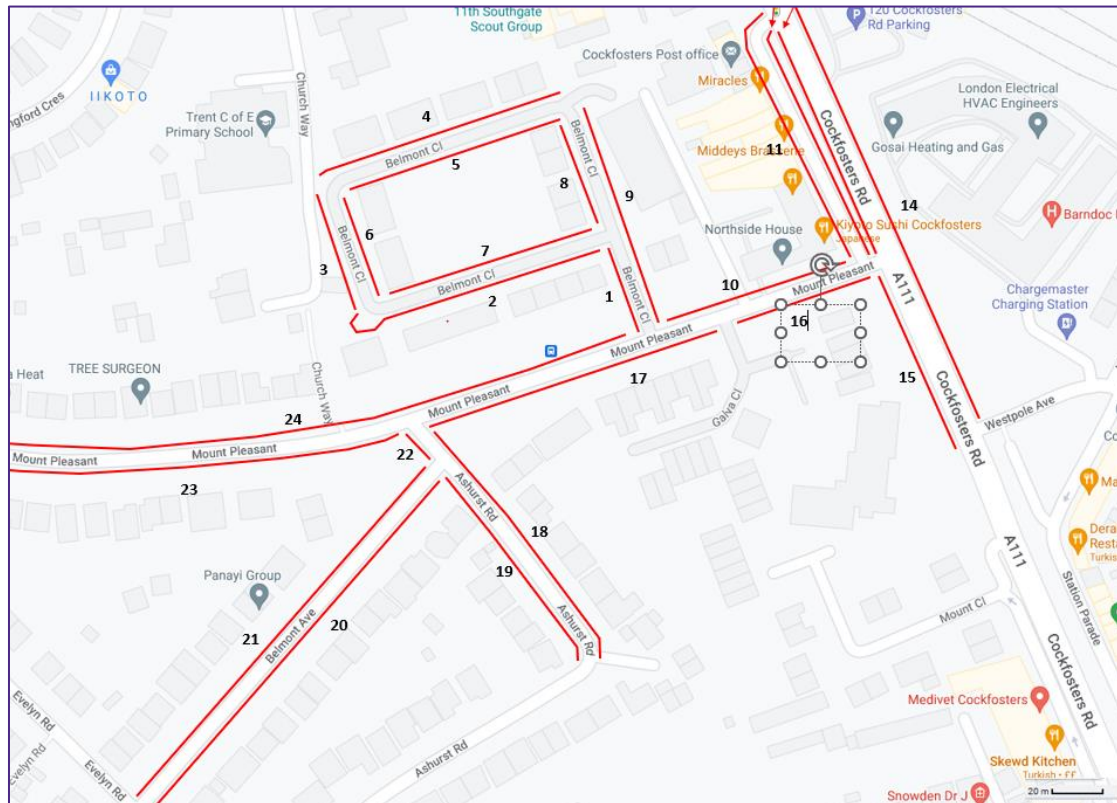 11th Southgate
Scout Group
120 Cockfosters
Rd Parking
Cockfosters Post office
IIKOTO
ngford Cres
Church Way
Miracles
London Electrical
HVAC Engineers
Trent C of E
Primary School
4
Belmont Cl
5
Middeys Brasserie
11
Cockfosters Rd
Gosai Heating and Gas
8
Belmont Cl
9
14
Barndoc
6
Northside House
Kiyoto Sushi Cockfosters
Japanese
3
Belmont Cl
7
Belmont Cl
2
1
Belmont Cl
10
Mount Pleasant
A111
Chargemaster
Charging Station
16
a Heat
TREE SURGEON
Church Way
Mount Pleasant
17
15
Cockfosters Rd
Westpole Ave
Galva Cl
24
Mount Pleasant
Mount Pleasant
Mount Pleasant
22
23
Ashurst Rd
18
19
A111
Panayi Group
21
Belmont Ave
20
Ashurst Rd
Mount Cl
Station Parade
Turkish
Cockfosters Rd
Medivet Cockfosters
Evelyn Rd
Evelyn Rd
Evelyn Rd
Ashurst Rd
Skewd Kitchen
Turkish • ££
Snowden Dr J
20 m